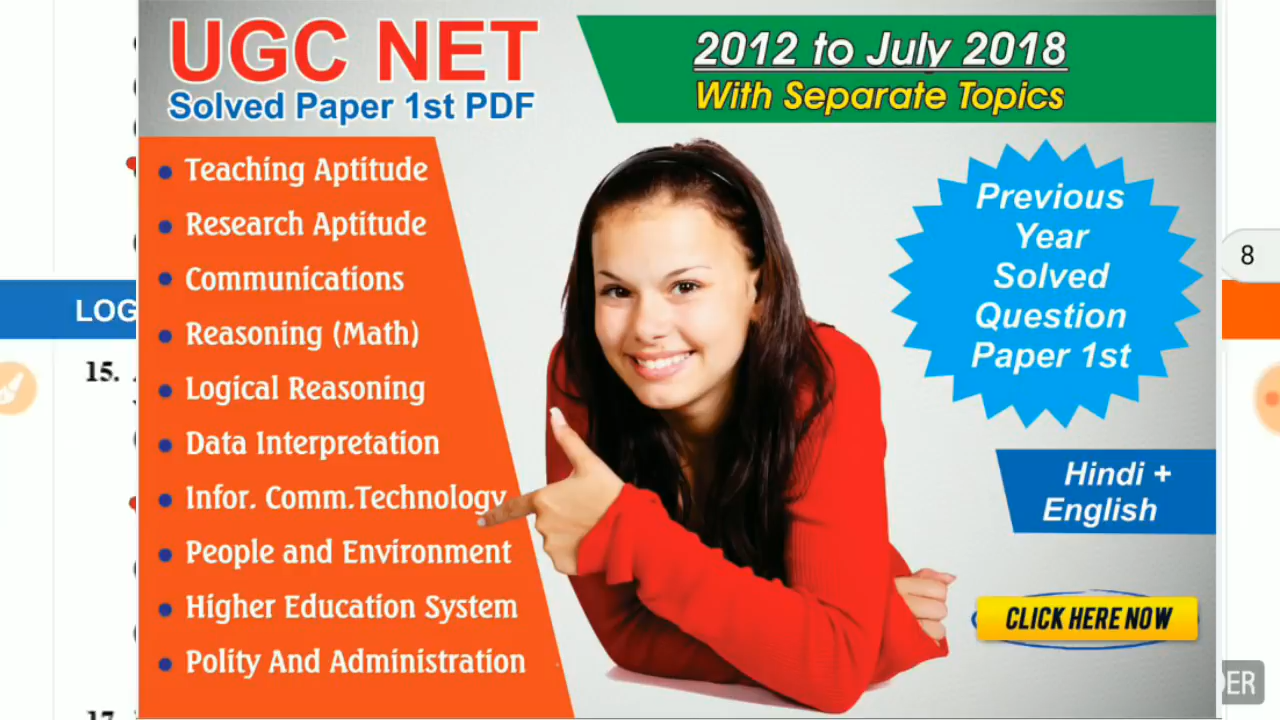 UGC NET
Solved Paper 1st PDF
2012 to July 2018
With Separate Topics
Teaching Aptitude
Research Aptitude
Communications
Reasoning (Math)
Logical Reasoning
Data Interpretation
Infor. Comm.Technology
People and Environment
Higher Education System
Polity And Administration
Previous
Year
Solved
Question
Paper 1st
Hindi +
English
CLICK HERE NOW
8
LOG
15.
17.
ER